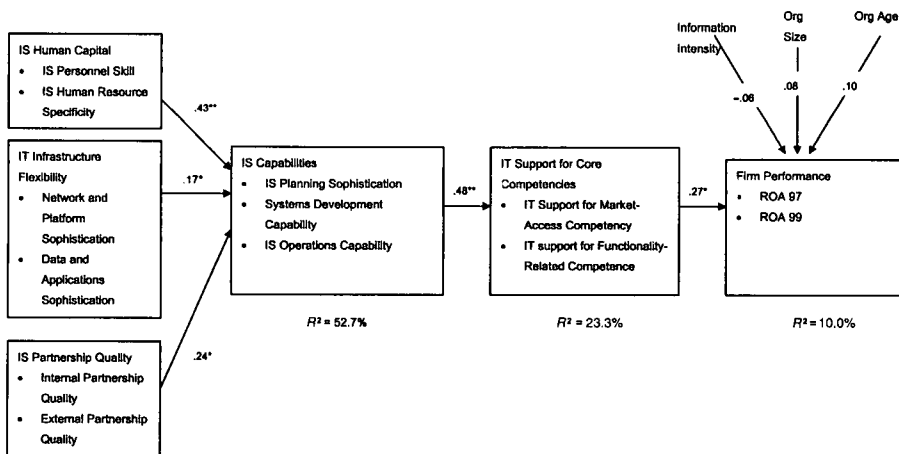 IS Human Capital
• IS Personnel Skill
• IS Human Resource
Specificity
IT Infrastructure
Flexibility
• Network and
Platform
Sophistication
• Data and
Applications
Sophistication
IS Partnership Quality
• Internal Partnership
Quality
• External Partnership
Quality
.43**
.17*
.24*
IS Capabilities
• IS Planning Sophistication
• Systems Development
Capability
• IS Operations Capability
R² = 52.7%
.48**
IT Support for Core
Competencies
• IT Support for Market-
Access Competency
• IT support for Functionality-
Related Competence
R² = 23.3%
.27*
Information
Intensity
Org
Size
Org Age
-.06
.08
.10
Firm Performance
• ROA 97
• ROA 99
R² = 10.0%